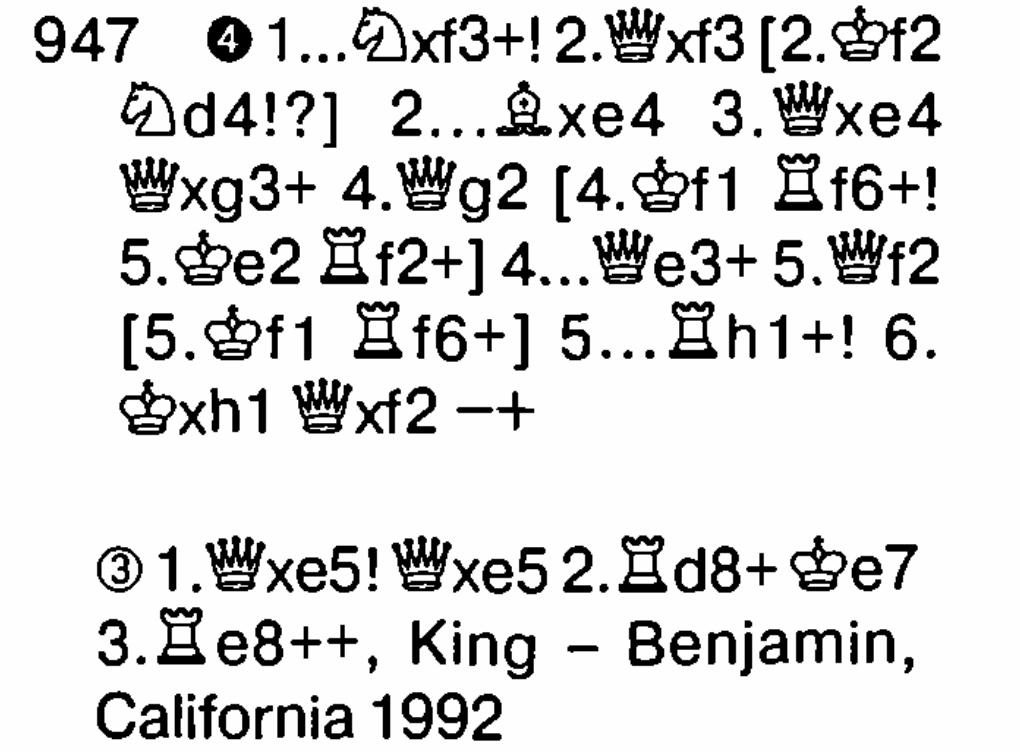 947 ❹ 1...♘xf3+! 2.♕xf3 [2.♔f2
♘d4!?] 2...♗xe4 3.♕xe4
♕xg3+ 4.♕g2 [4.♔f1 ♖f6+!
5.♔e2 ♖f2+] 4...♕e3+ 5.♕f2
[5.♔f1 ♖f6+] 5...♖h1+! 6.
♔xh1 ♕xf2 −+
③ 1.♕xe5! ♕xe5 2.♖d8+ ♔e7
3.♖e8++, King – Benjamin,
California 1992